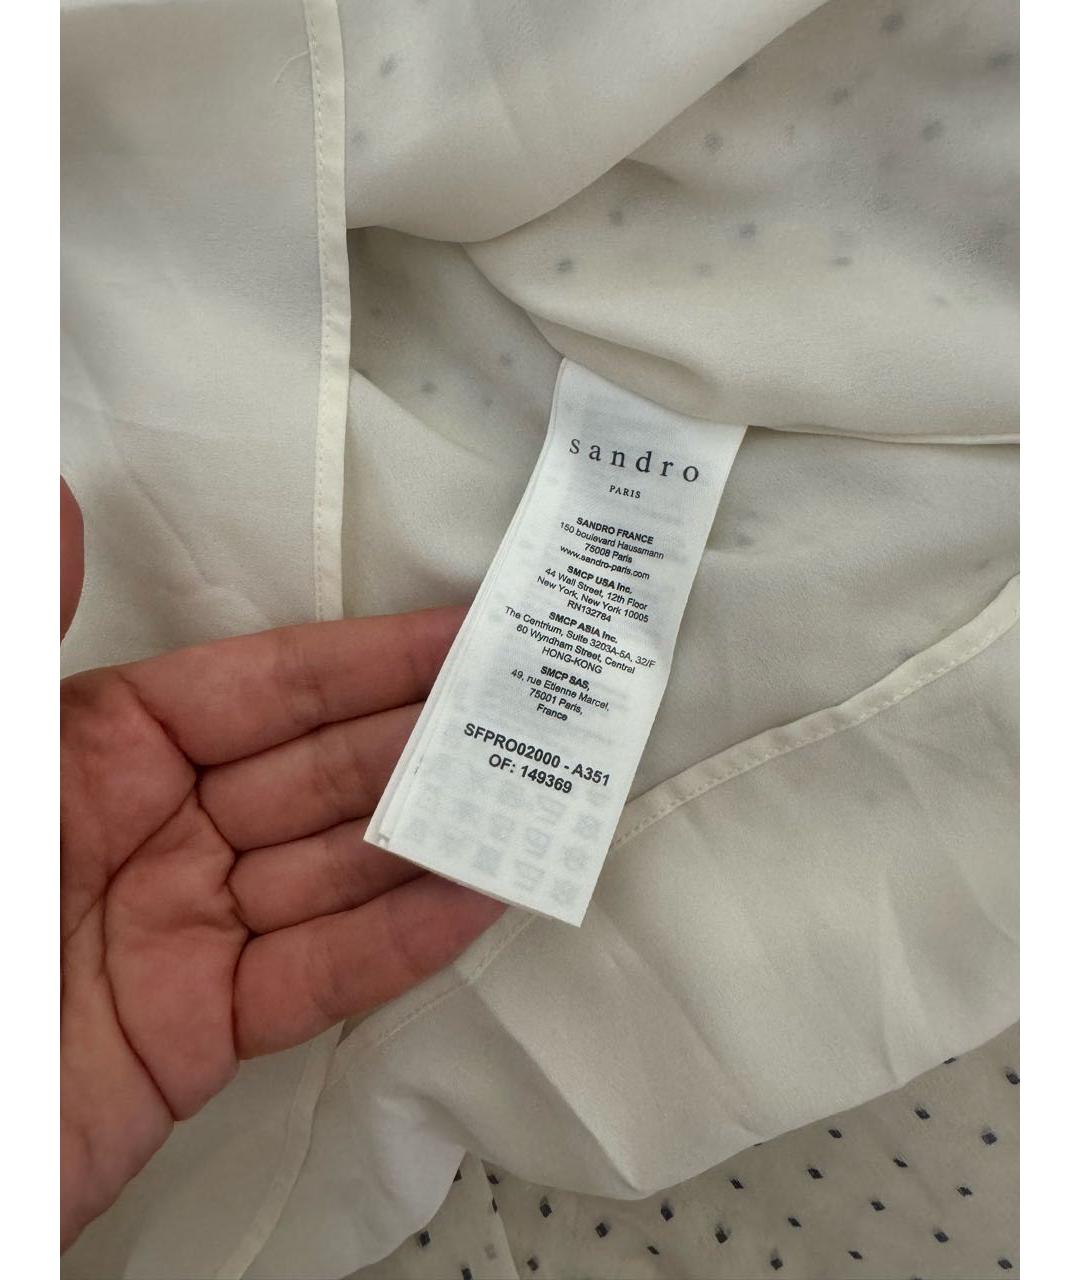 sandro
PARIS
SANDRO FRANCE
150 boulevard Haussmann
75008 Paris
www.sandro-paris.com
SMCP USA Inc.
44 Wall Street, 12th Floor
New York, New York 10005
RN132784
SMCP ASIA Inc.
The Centrium, Suite 3203A-5A, 32/F
60 Wyndham Street, Central
HONG-KONG
SMCP SAS,
49, rue Etienne Marcel,
75001 Paris,
France
SFPRO02000 - A351
OF: 149369